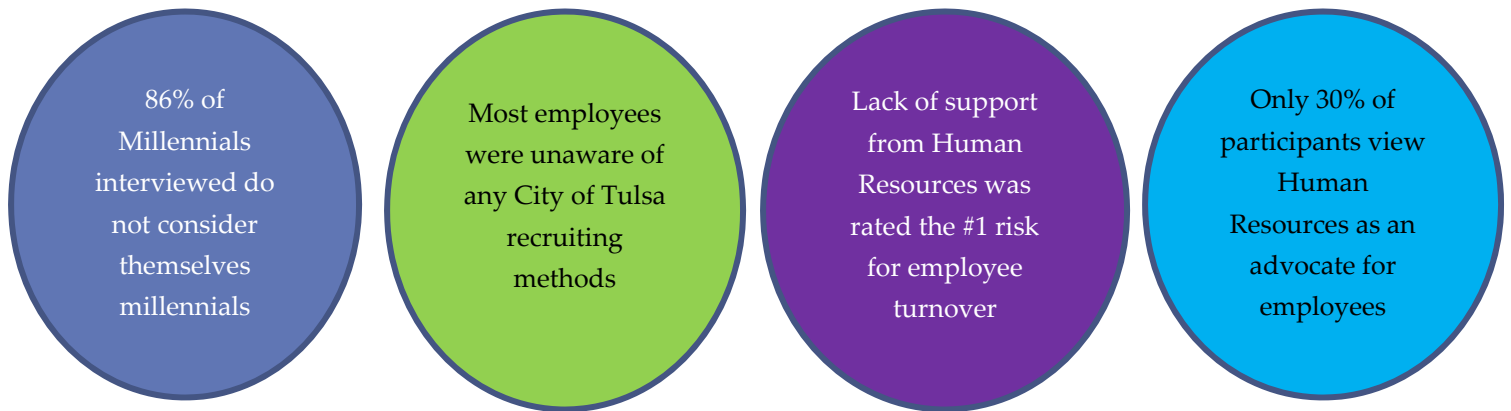 86% of
Millennials
interviewed do
not consider
themselves
millennials
Most employees
were unaware of
any City of Tulsa
recruiting
methods
Lack of support
from Human
Resources was
rated the #1 risk
for employee
turnover
Only 30% of
participants view
Human
Resources as an
advocate for
employees